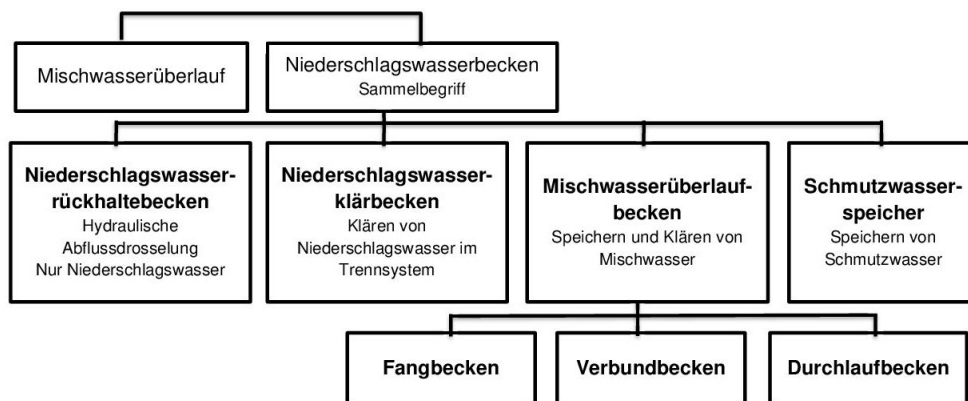 Mischwasserüberlauf
Niederschlagswasserbecken
Sammelbegriff
Niederschlagswasser-
rückhaltebecken
Hydraulische
Abflussdrosselung
Nur Niederschlagswasser
Niederschlagswasser-
klärbecken
Klären von
Niederschlagswasser im
Trennsystem
Mischwasserüberlauf-
becken
Speichern und Klären von
Mischwasser
Schmutzwasser-
speicher
Speichern von
Schmutzwasser
Fangbecken
Verbundbecken
Durchlaufbecken